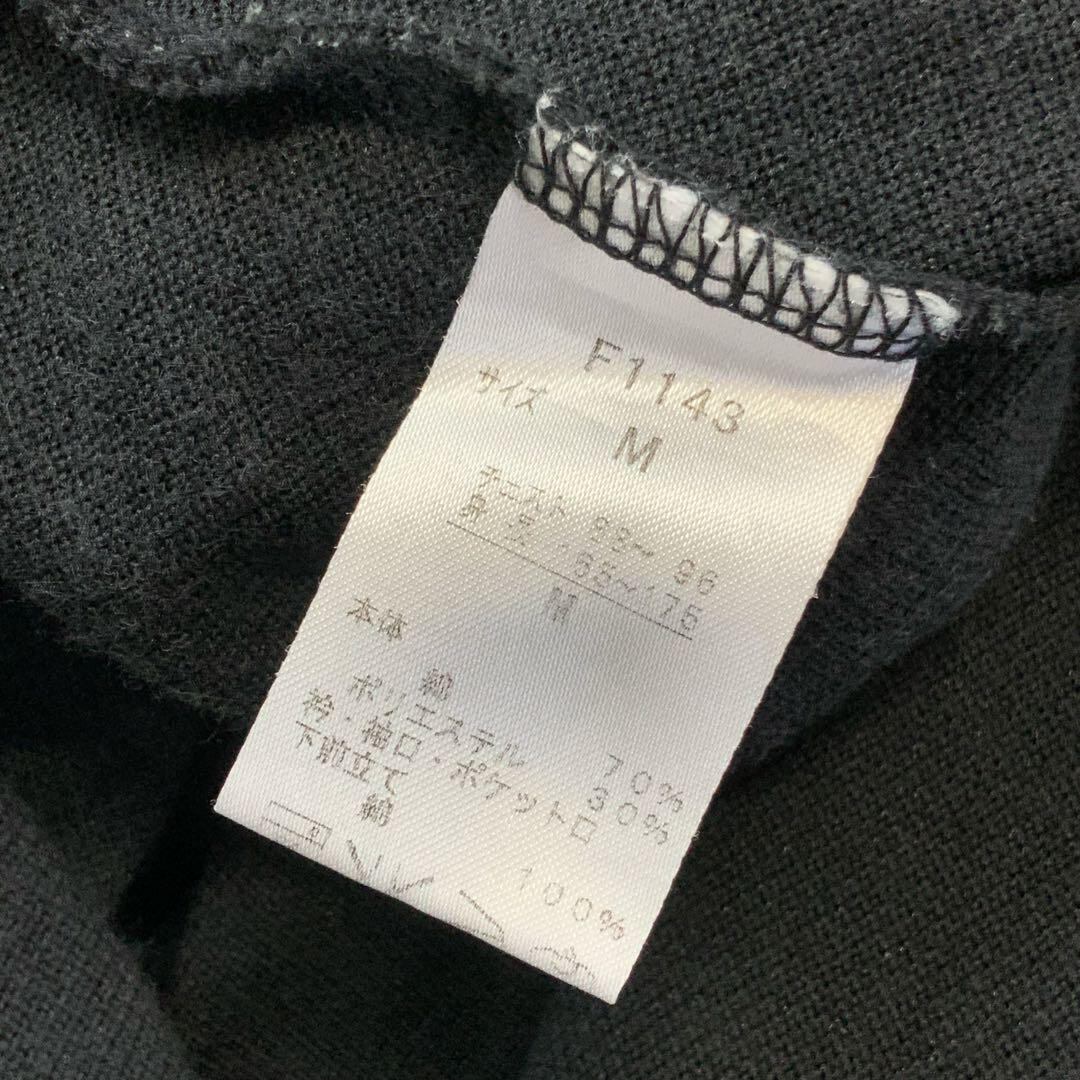 F1143
サイズ
M
チェスト 88～ 96
身 丈 165～175
M
本体
綿 70%
ポリエステル 30%
衿・袖口・ポケット口
下前立て
綿 100%